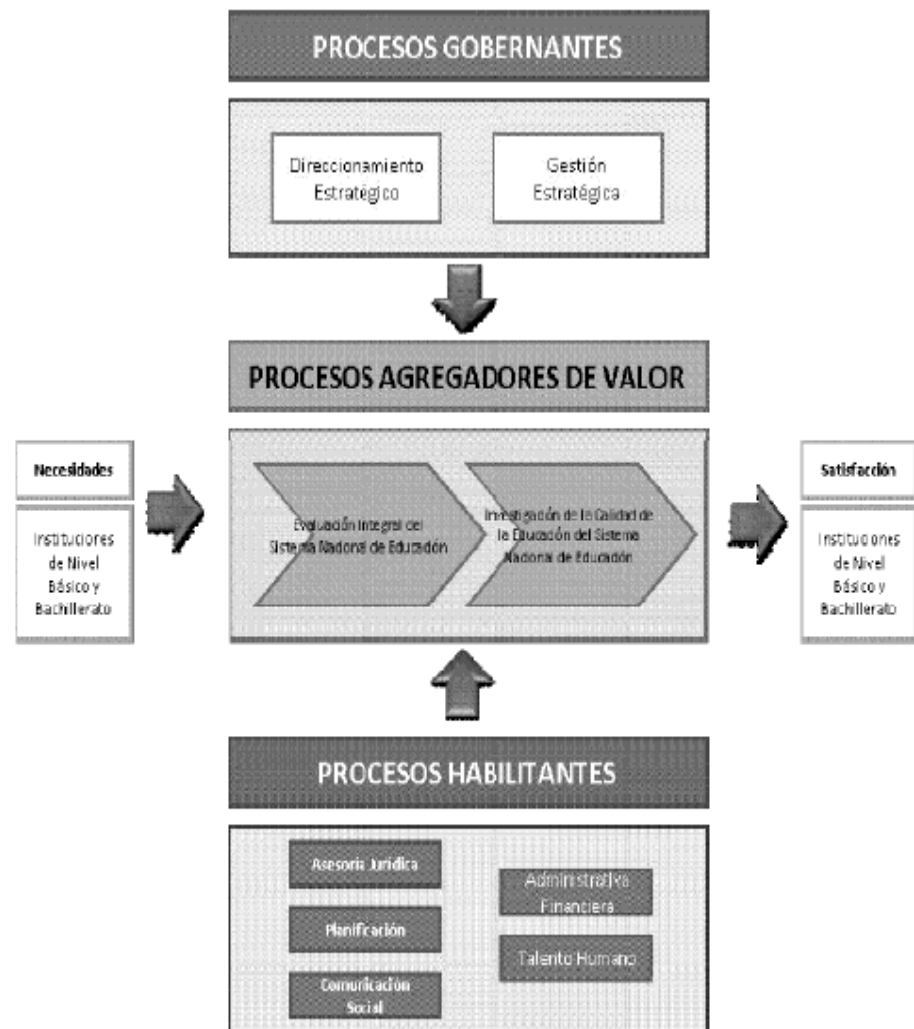 PROCESOS GOBERNANTES
Direccionamiento
Estratégico
Gestión
Estratégica
PROCESOS AGREGADORES DE VALOR
Necesidades
Instituciones
de Nivel
Básico y
Bachillerato
Evaluación Integral del
Sistema Nacional de Educación
Investigación de la Calidad de
la Educación del Sistema
Nacional de Educación
Satisfacción
Instituciones
de Nivel
Básico y
Bachillerato
PROCESOS HABILITANTES
Asesoría Jurídica
Planificación
Comunicación
Social
Administrativa
Financiera
Talento Humano